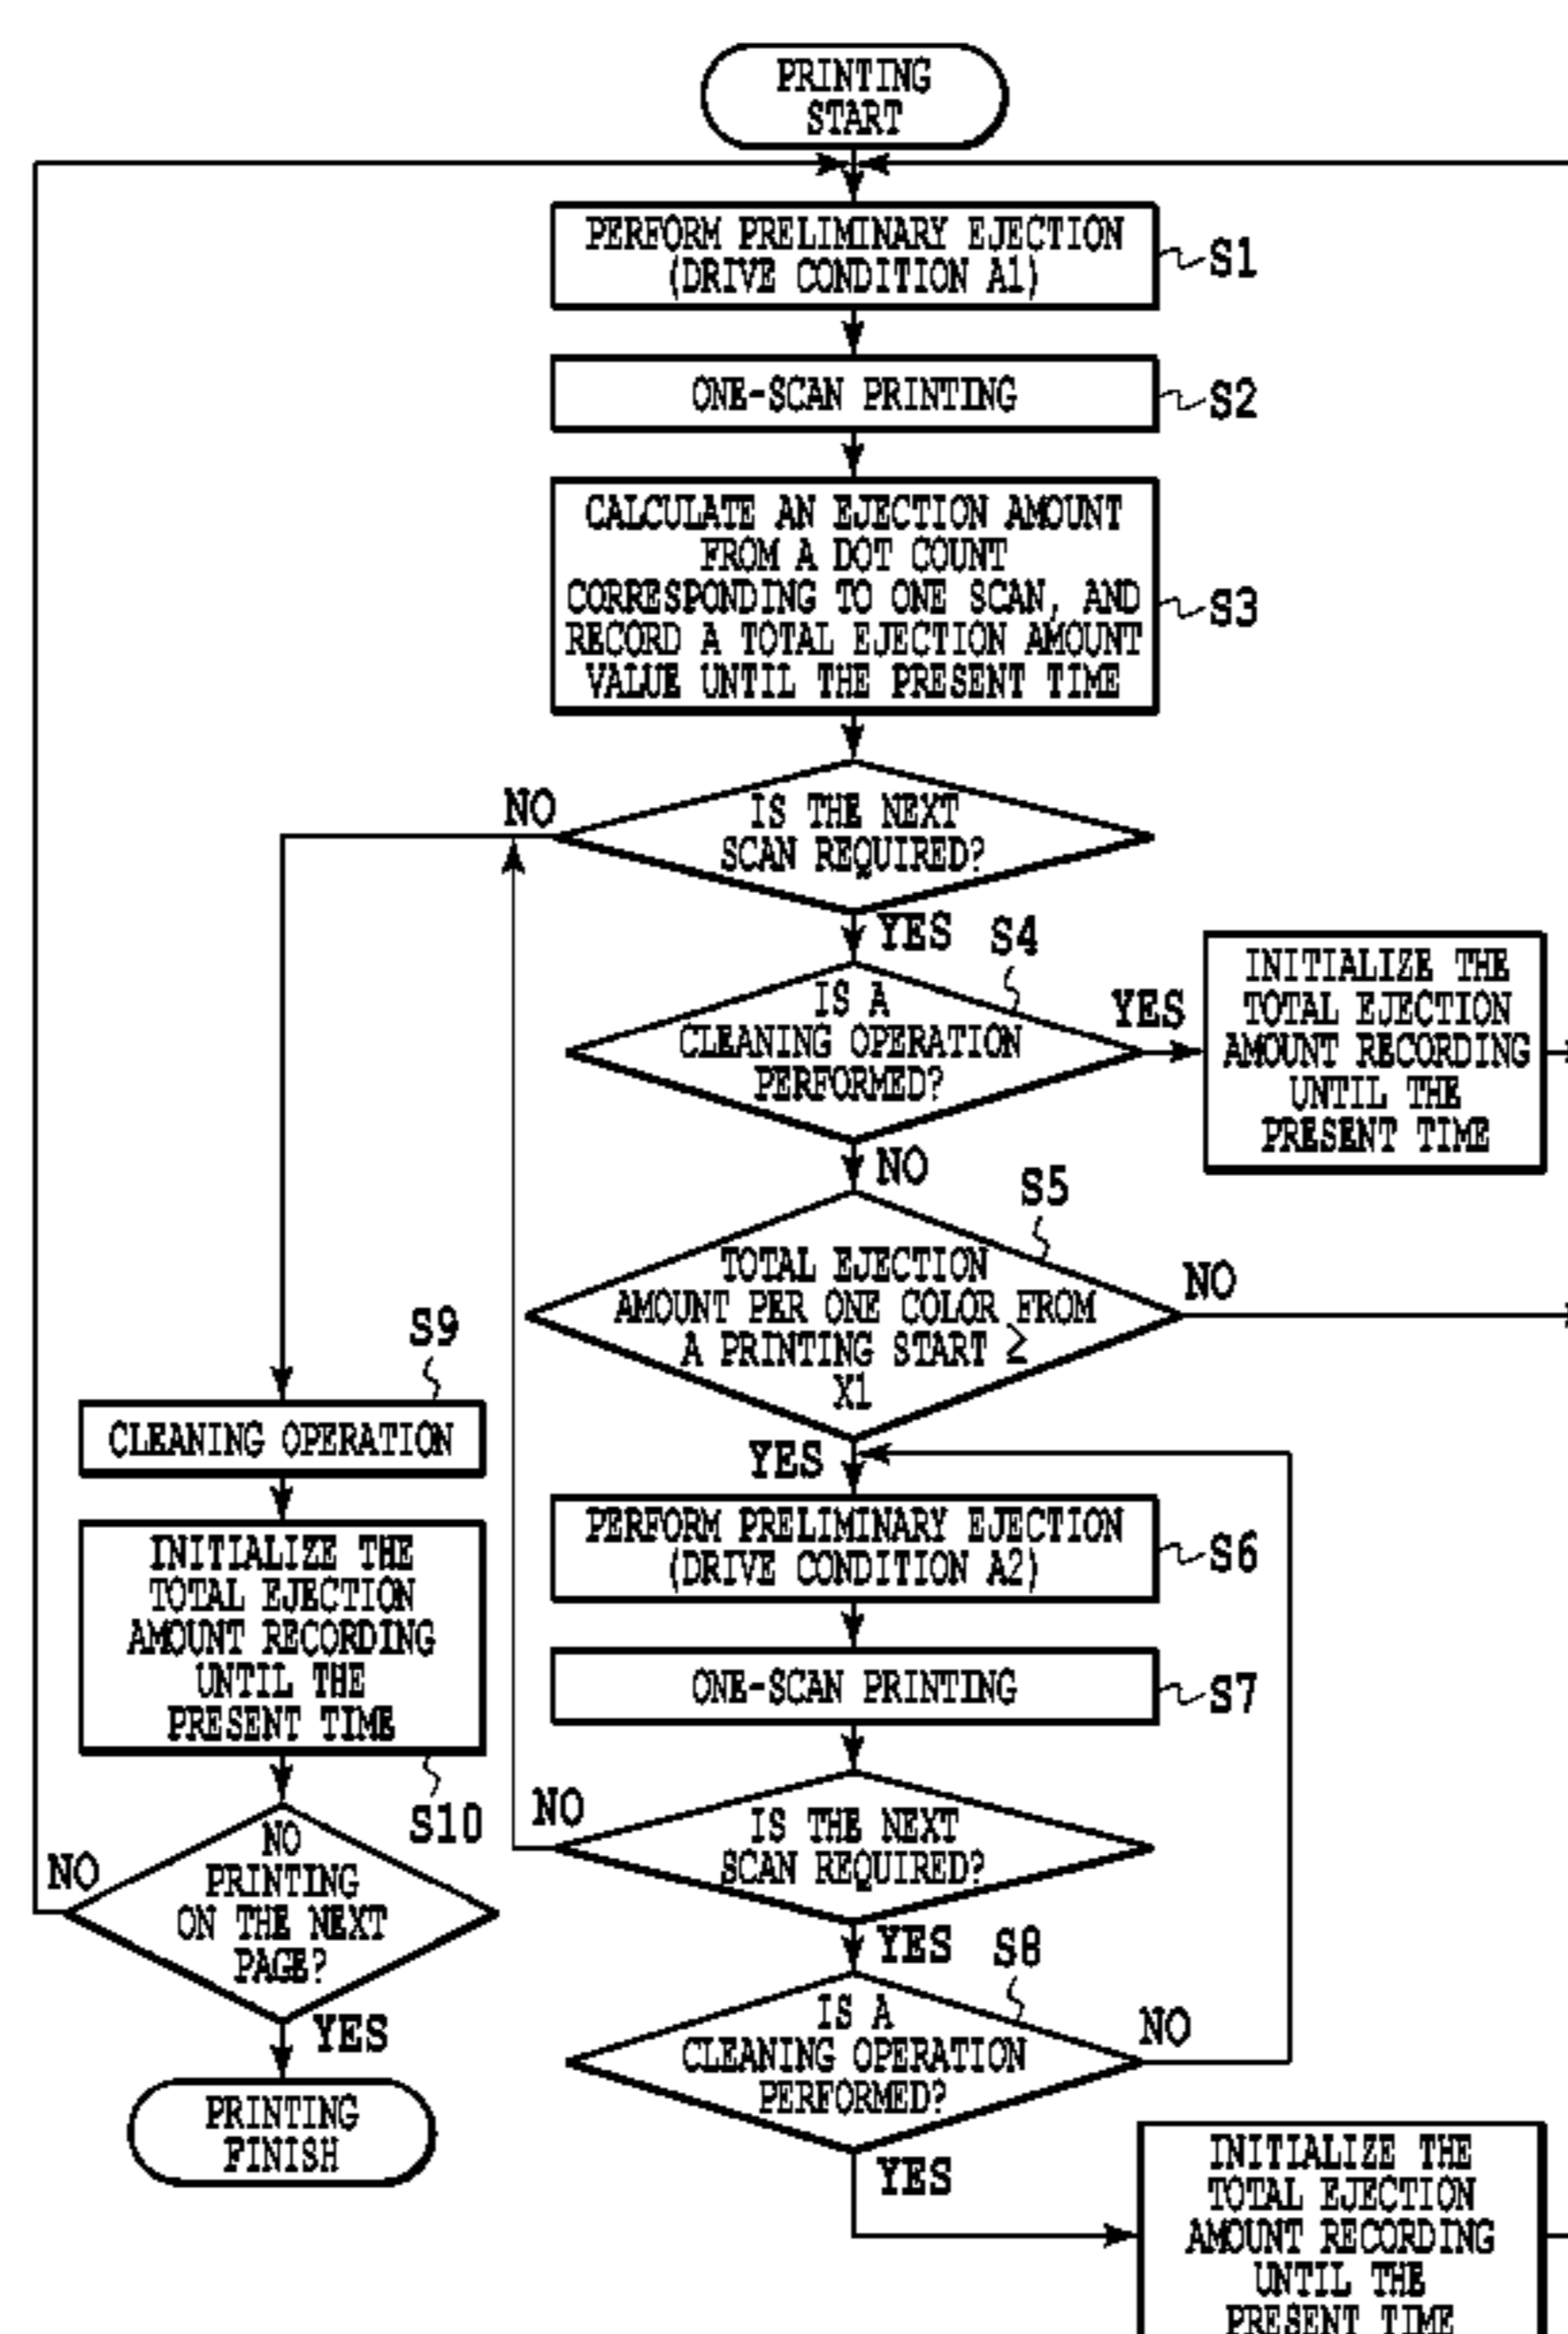 PRINTING
START
PERFORM PRELIMINARY EJECTION
(DRIVE CONDITION A1)
S1
ONE-SCAN PRINTING
S2
CALCULATE AN EJECTION AMOUNT
FROM A DOT COUNT
CORRESPONDING TO ONE SCAN, AND
RECORD A TOTAL EJECTION AMOUNT
VALUE UNTIL THE PRESENT TIME
S3
NO
IS THE NEXT
SCAN REQUIRED?
YES
S4
IS A
CLEANING OPERATION
PERFORMED?
YES
INITIALIZE THE
TOTAL EJECTION
AMOUNT RECORDING
UNTIL THE
PRESENT TIME
NO
S5
TOTAL EJECTION
AMOUNT PER ONE COLOR FROM
A PRINTING START ≥
X1
NO
YES
PERFORM PRELIMINARY EJECTION
(DRIVE CONDITION A2)
S6
ONE-SCAN PRINTING
S7
NO
IS THE NEXT
SCAN REQUIRED?
YES
S8
IS A
CLEANING OPERATION
PERFORMED?
NO
YES
INITIALIZE THE
TOTAL EJECTION
AMOUNT RECORDING
UNTIL THE
PRESENT TIME
S9
CLEANING OPERATION
INITIALIZE THE
TOTAL EJECTION
AMOUNT RECORDING
UNTIL THE
PRESENT TIME
S10
NO
NO
PRINTING
ON THE NEXT
PAGE?
YES
PRINTING
FINISH